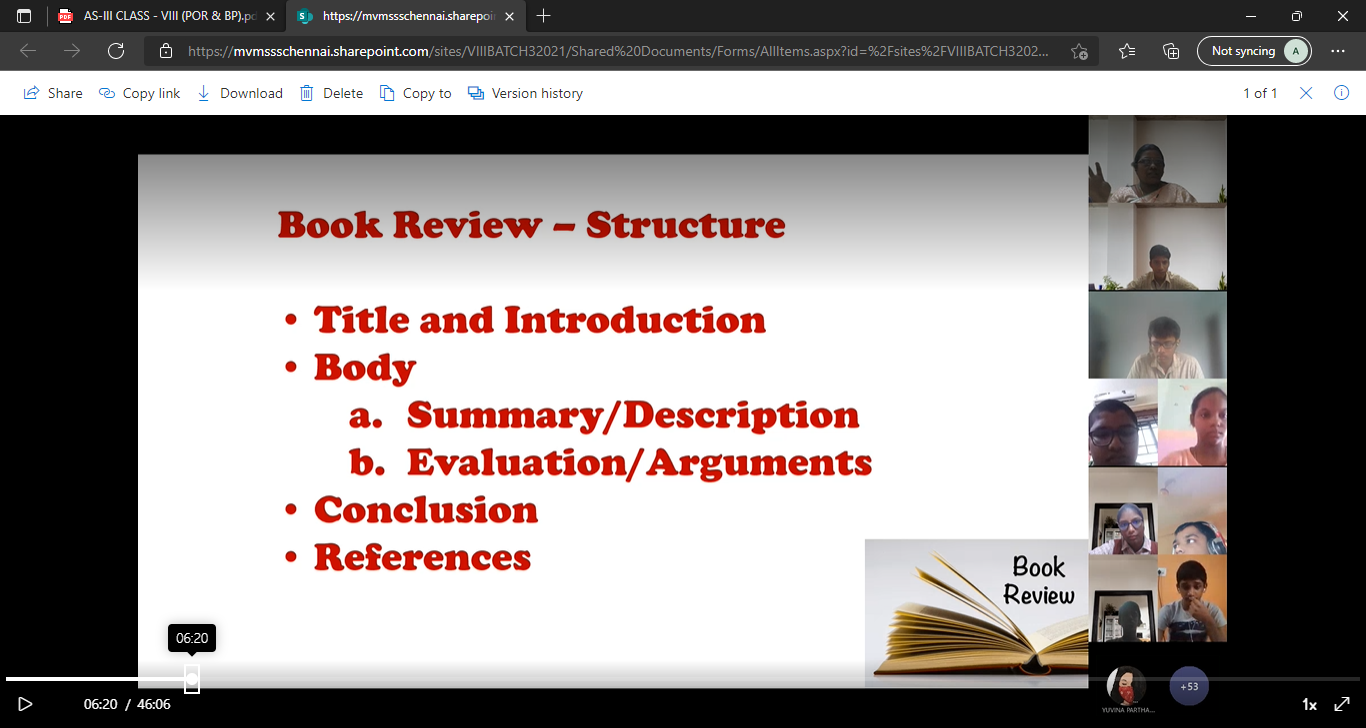 AS-III CLASS - VIII (POR & BP).pd
https://mvmssschennai.sharepoi
https://mvmssschennai.sharepoint.com/sites/VIIIBATCH32021/Shared%20Documents/Forms/AllItems.aspx?id=%2Fsites%2FVIIIBATCH3202...
Not syncing A
Share Copy link Download Delete Copy to Version history 1 of 1
Book Review – Structure
• Title and Introduction
• Body
a. Summary/Description
b. Evaluation/Arguments
• Conclusion
• References
Book
Review
06:20
YUVINA PARTHA...
+53
06:20 / 46:06
1x